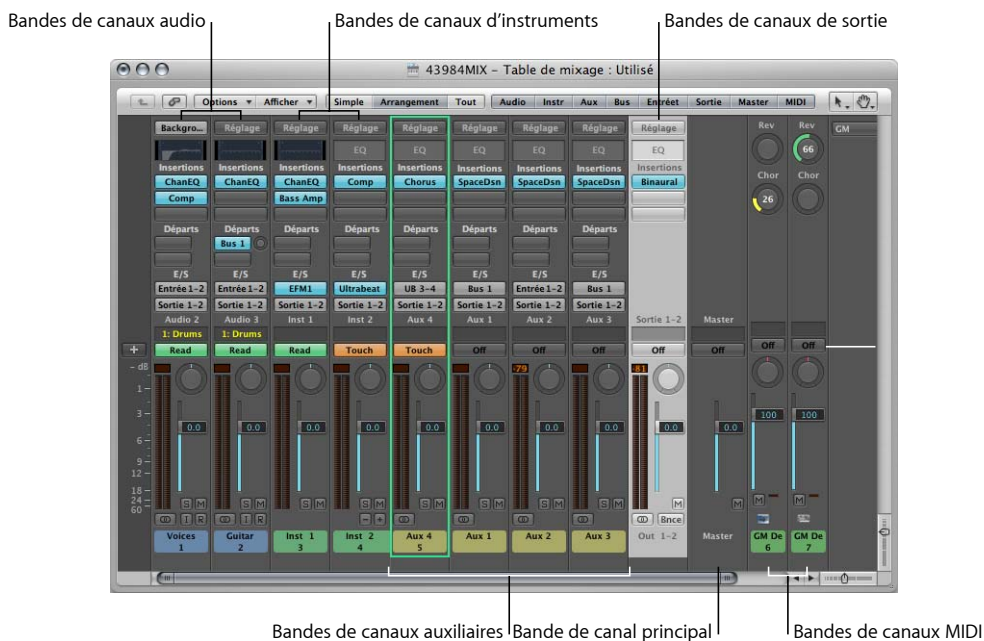 Bandes de canaux audio Bandes de canaux d'instruments Bandes de canaux de sortie
43984MIX – Table de mixage : Utilisé
Options Afficher Simple Arrangement Tout Audio Instr Aux Bus Entréet Sortie Master MIDI
Backgro... Réglage Réglage Réglage Réglage Réglage Réglage Réglage Réglage Rev Rev GM
EQ EQ EQ EQ EQ EQ 66
Insertions Insertions Insertions Insertions Insertions Insertions Insertions Insertions Insertions Chor Chor
ChanEQ ChanEQ ChanEQ Comp Chorus SpaceDsn SpaceDsn SpaceDsn Binaural
Comp Bass Amp 26
Départs Départs Départs Départs Départs Départs Départs Départs
Bus 1
E/S E/S E/S E/S E/S E/S E/S E/S
Entrée 1–2 Entrée 1–2 EFM1 Ultrabeat UB 3–4 Bus 1 Entrée 1–2 Bus 1
Sortie 1–2 Sortie 1–2 Sortie 1–2 Sortie 1–2 Sortie 1–2 Sortie 1–2 Sortie 1–2 Sortie 1–2
Audio 2 Audio 3 Inst 1 Inst 2 Aux 4 Aux 1 Aux 2 Aux 3 Sortie 1–2 Master
1: Drums 1: Drums
+ Read Read Read Touch Touch Off Off Off Off Off Off Off
– dB -79 -81
1
3 100 100
0.0 0.0 0.0 0.0 0.0 0.0 0.0 0.0 0.0 0.0
6
9
12
18
24 S M S M S M S M S M S M S M S M M M M M
60
I R I R – + Bnce
Voices Guitar Inst 1 Inst 2 Aux 4 Aux 1 Aux 2 Aux 3 Out 1–2 Master GM De GM De
1 2 3 4 5 6 7
Bandes de canaux auxiliaires Bande de canal principal Bandes de canaux MIDI